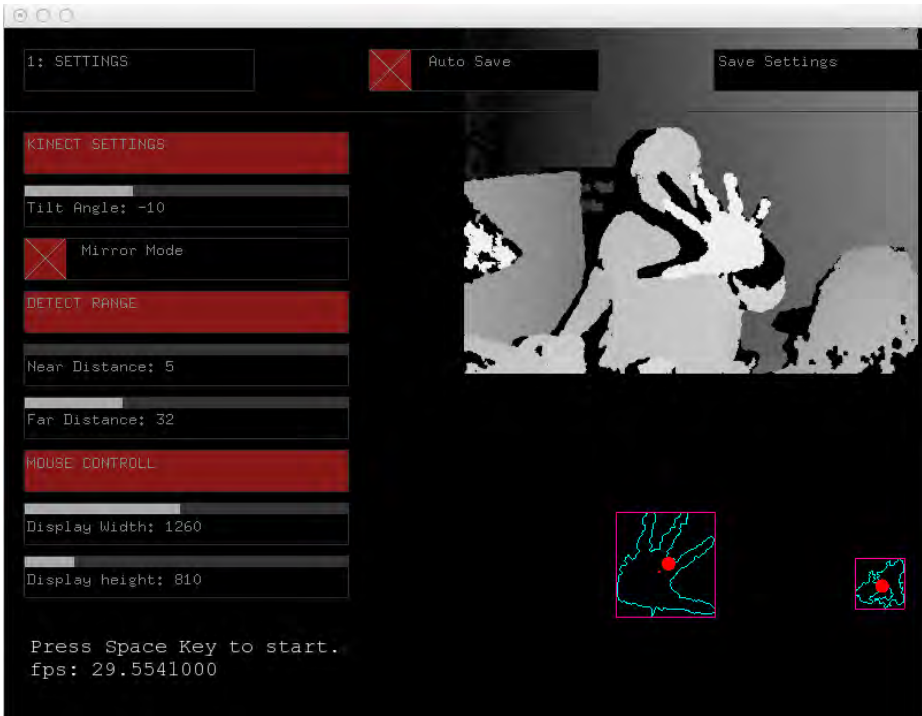 1: SETTINGS
Auto Save
Save Settings
KINECT SETTINGS
Tilt Angle: -10
Mirror Mode
DETECT RANGE
Near Distance: 5
Far Distance: 32
MOUSE CONTROLL
Display Width: 1260
Display height: 810
Press Space Key to start.
fps: 29.5541000